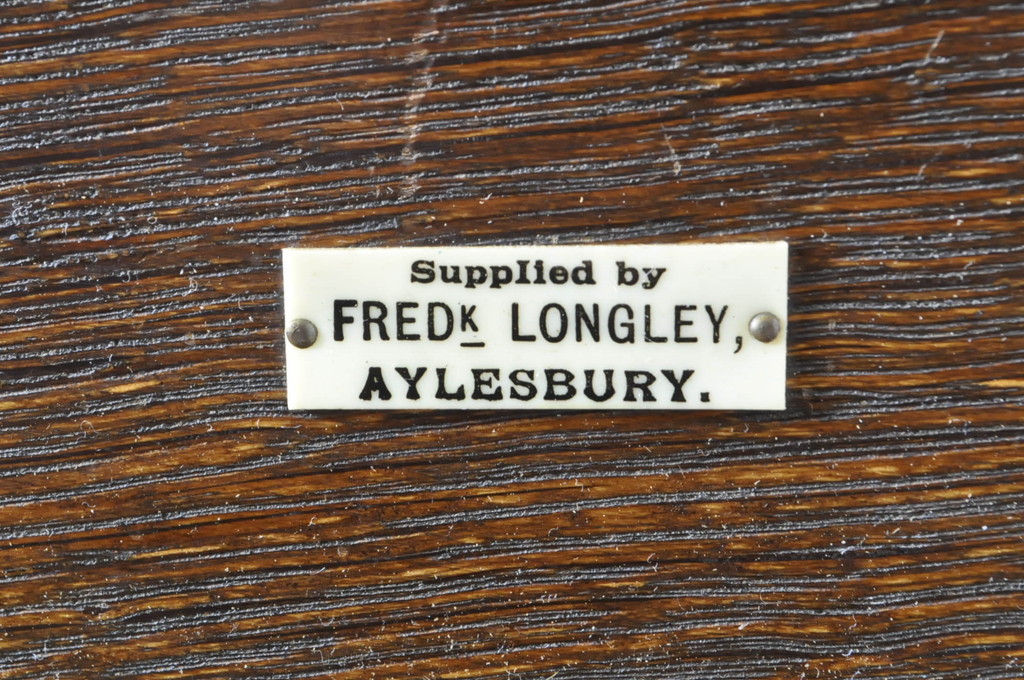 Supplied by
FREDK LONGLEY,
AYLESBURY.